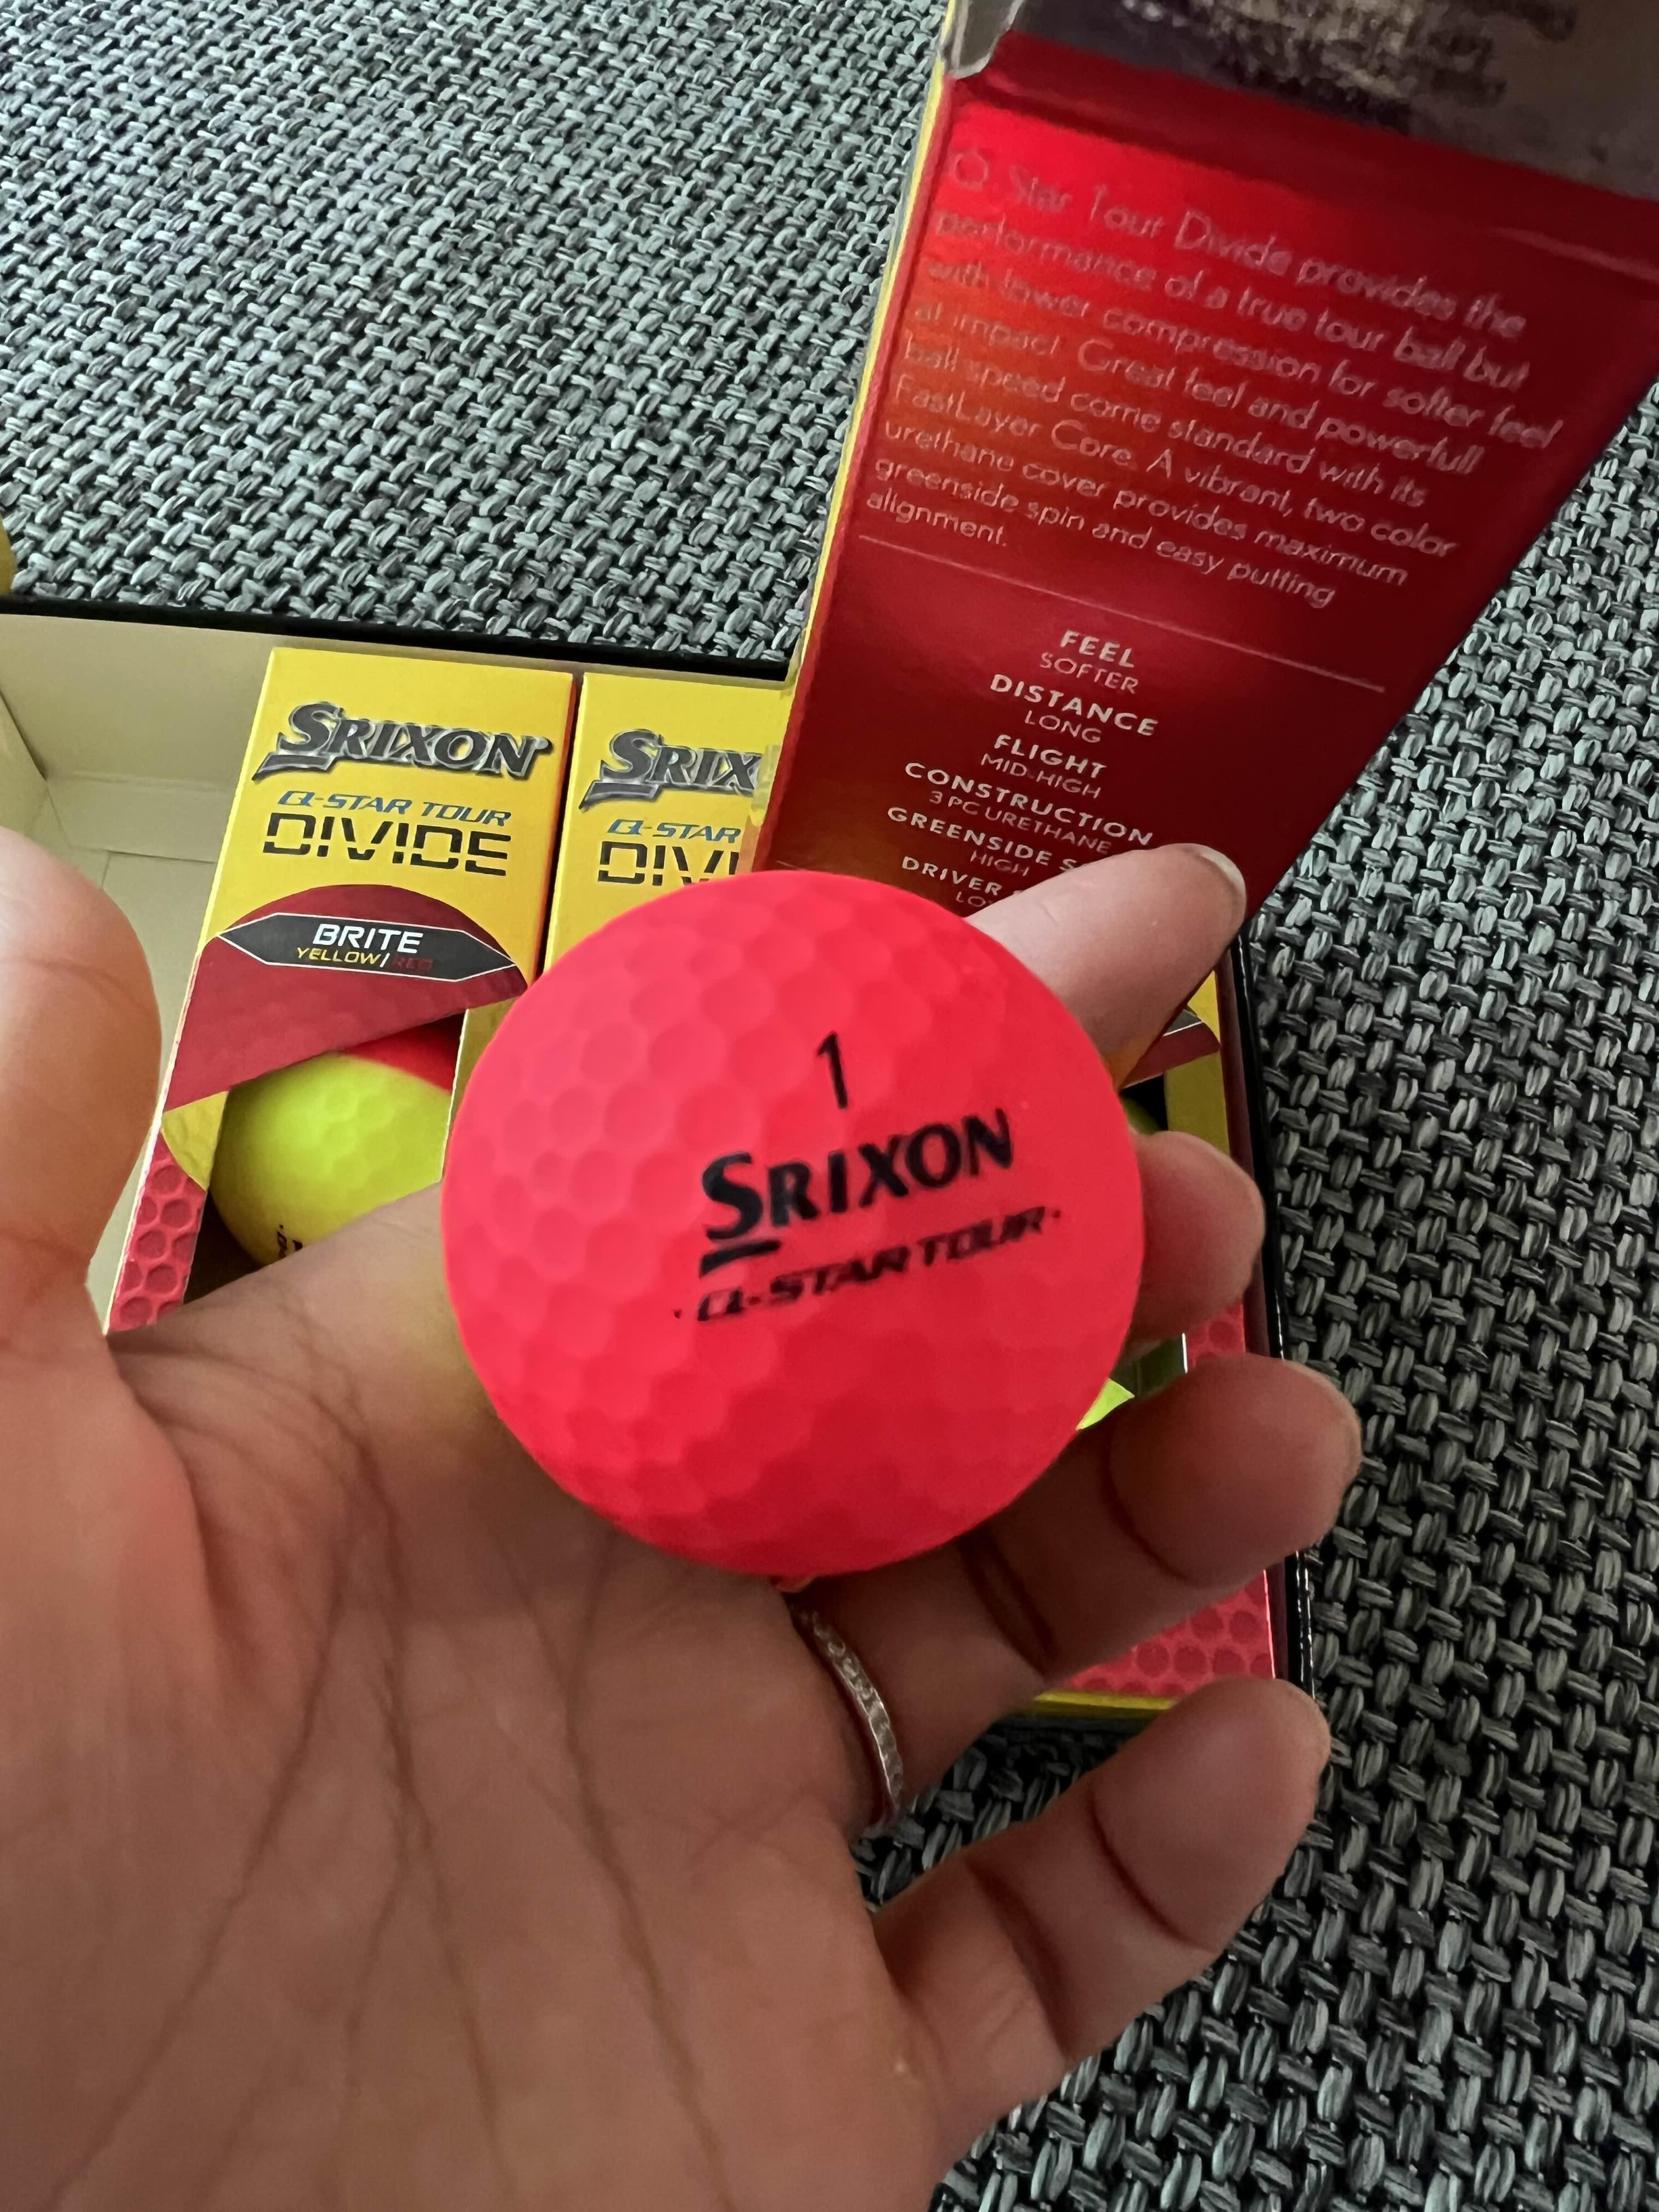 Q Star Tour Divide provides the
performance of a true tour ball but
with lower compression for softer feel
at impact. Great feel and powerfull
ball speed come standard with its
FastLayer Core. A vibrant, two color
urethane cover provides maximum
greenside spin and easy putting
alignment.
FEEL
SOFTER
DISTANCE
LONG
FLIGHT
MID-HIGH
CONSTRUCTION
3 PC URETHANE
GREENSIDE
HIGH
DRIVER
SRIXON
Q-STAR TOUR
DIVIDE
BRITE
YELLOW/RED
SRIX
Q-STAR
DIVI
1
SRIXON
Q-STAR TOUR